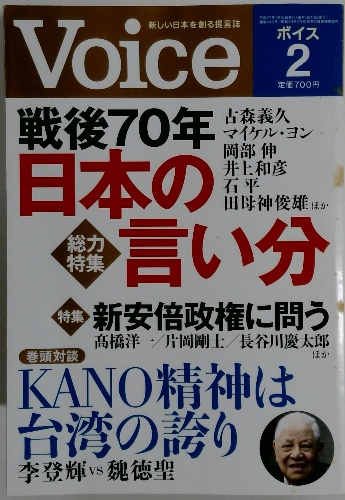 新しい日本を創る提言誌
Voice
ボイス
2
定価700円
戦後70年
古森義久
マイケル・ヨン
岡部 伸
井上和彦
石 平
田母神俊雄 ほか
日本の
総力
特集
言い分
特集
新安倍政権に問う
髙橋洋一/片岡剛士/長谷川慶太郎
ほか
巻頭対談
KANO精神は
台湾の誇り
李登輝 vs 魏徳聖